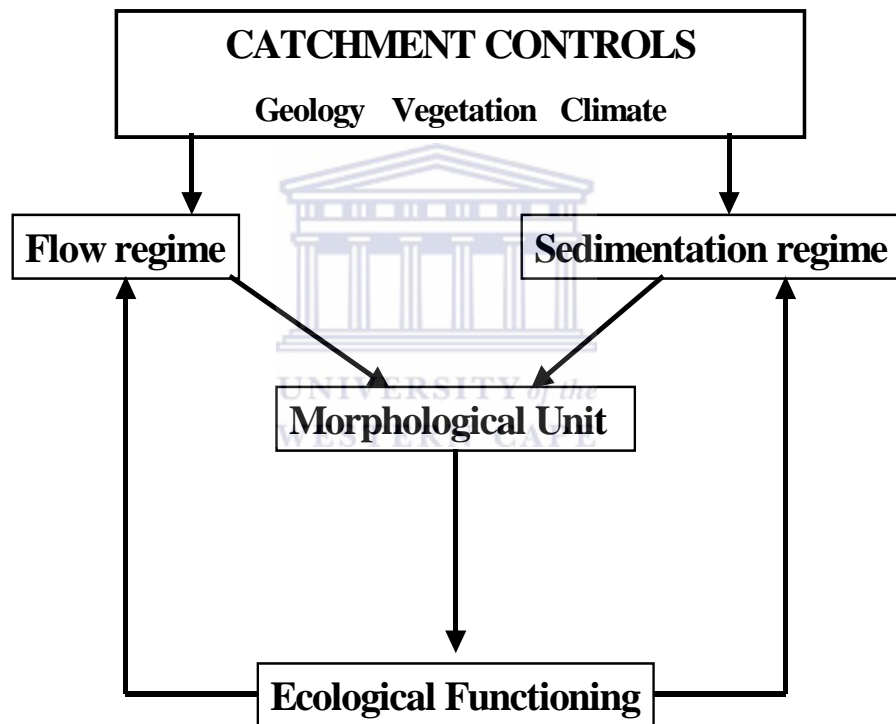 CATCHMENT CONTROLS
Geology Vegetation Climate
Flow regime
Sedimentation regime
UNIVERSITY of the
Morphological Unit
WESTERN CAPE
Ecological Functioning